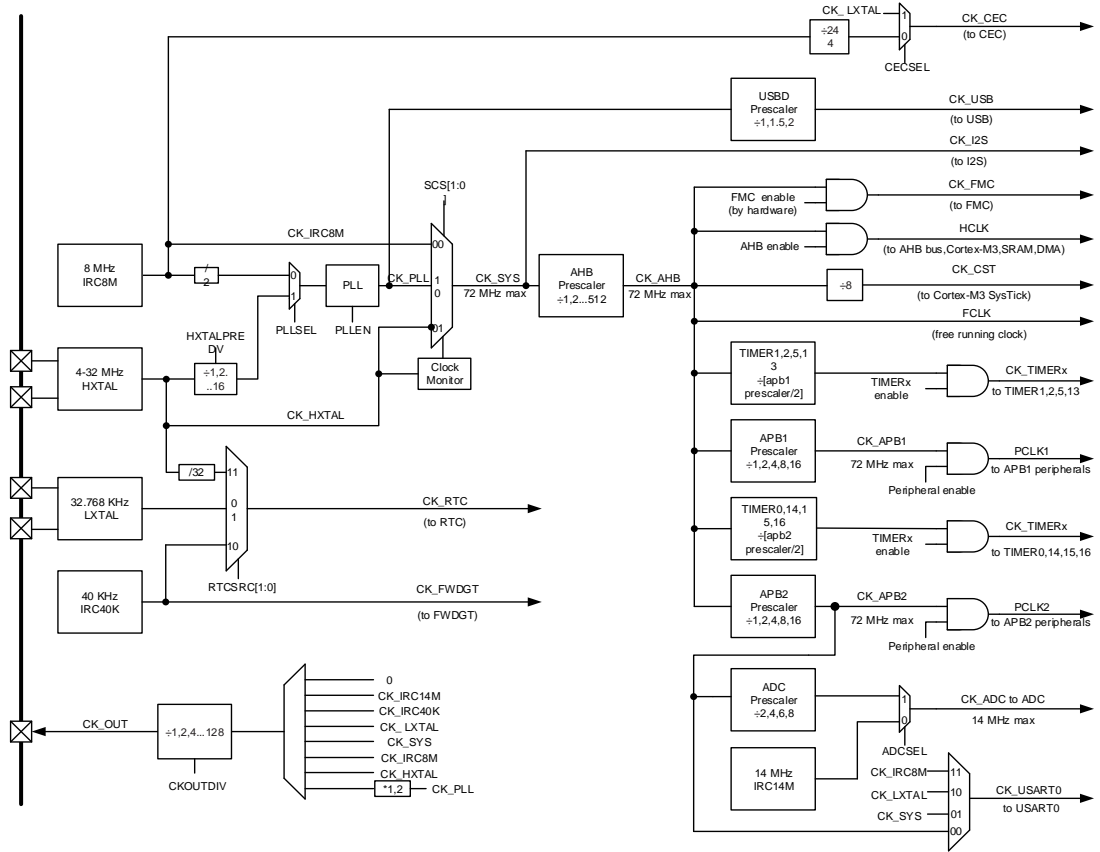 CK_ LXTAL
1
0
÷24
4
CK_CEC
(to CEC)
CECSEL
USBD
Prescaler
÷1,1.5,2
CK_USB
(to USB)
CK_I2S
(to I2S)
SCS[1:0
]
FMC enable
(by hardware)
CK_FMC
(to FMC)
CK_IRC8M
00
AHB enable
HCLK
(to AHB bus,Cortex-M3,SRAM,DMA)
8 MHz
IRC8M
/
2
0
1
PLLSEL
PLL
PLLEN
CK_PLL
1
0
CK_SYS
72 MHz max
AHB
Prescaler
÷1,2...512
CK_AHB
72 MHz max
÷8
CK_CST
(to Cortex-M3 SysTick)
FCLK
(free running clock)
01
Clock
Monitor
HXTALPRE
DV
÷1,2.
..16
4-32 MHz
HXTAL
CK_HXTAL
TIMER1,2,5,1
3
÷[apb1
prescaler/2]
TIMERx
enable
CK_TIMERx
to TIMER1,2,5,13
APB1
Prescaler
÷1,2,4,8,16
CK_APB1
72 MHz max
Peripheral enable
PCLK1
to APB1 peripherals
/32
11
0
1
10
32.768 KHz
LXTAL
CK_RTC
(to RTC)
RTCSRC[1:0]
TIMER0,14,1
5,16
÷[apb2
prescaler/2]
TIMERx
enable
CK_TIMERx
to TIMER0,14,15,16
40 KHz
IRC40K
CK_FWDGT
(to FWDGT)
APB2
Prescaler
÷1,2,4,8,16
CK_APB2
72 MHz max
Peripheral enable
PCLK2
to APB2 peripherals
ADC
Prescaler
÷2,4,6,8
1
0
ADCSEL
CK_ADC to ADC
14 MHz max
14 MHz
IRC14M
CK_OUT
÷1,2,4...128
CKOUTDIV
0
CK_IRC14M
CK_IRC40K
CK_ LXTAL
CK_SYS
CK_IRC8M
CK_HXTAL
*1,2
CK_PLL
CK_IRC8M
11
CK_LXTAL
10
CK_SYS
01
00
CK_USART0
to USART0